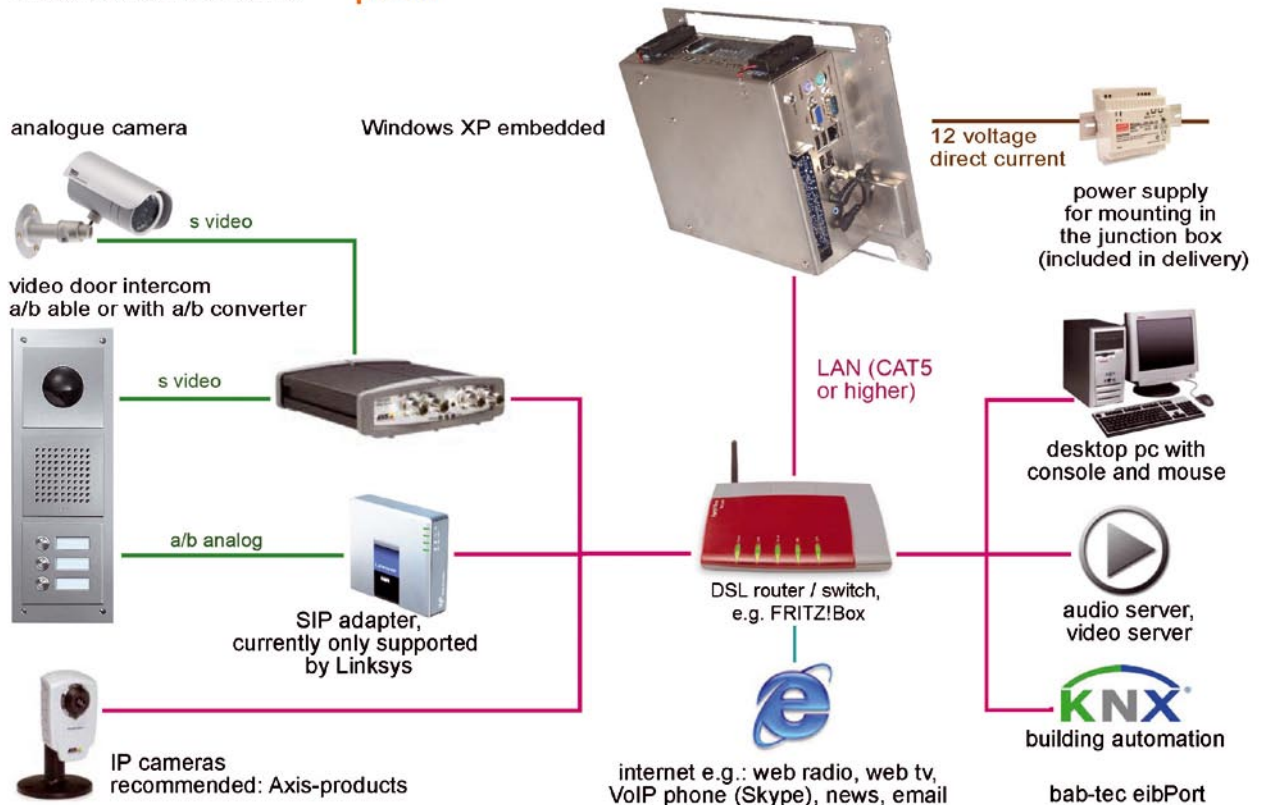 analogue camera
Windows XP embedded
12 voltage
direct current
power supply
for mounting in
the junction box
(included in delivery)
s video
video door intercom
a/b able or with a/b converter
s video
LAN (CAT5
or higher)
desktop pc with
console and mouse
a/b analog
SIP adapter,
currently only supported
by Linksys
DSL router / switch,
e.g. FRITZ!Box
audio server,
video server
KNX
building automation
IP cameras
recommended: Axis-products
internet e.g.: web radio, web tv,
VoIP phone (Skype), news, email
bab-tec eibPort